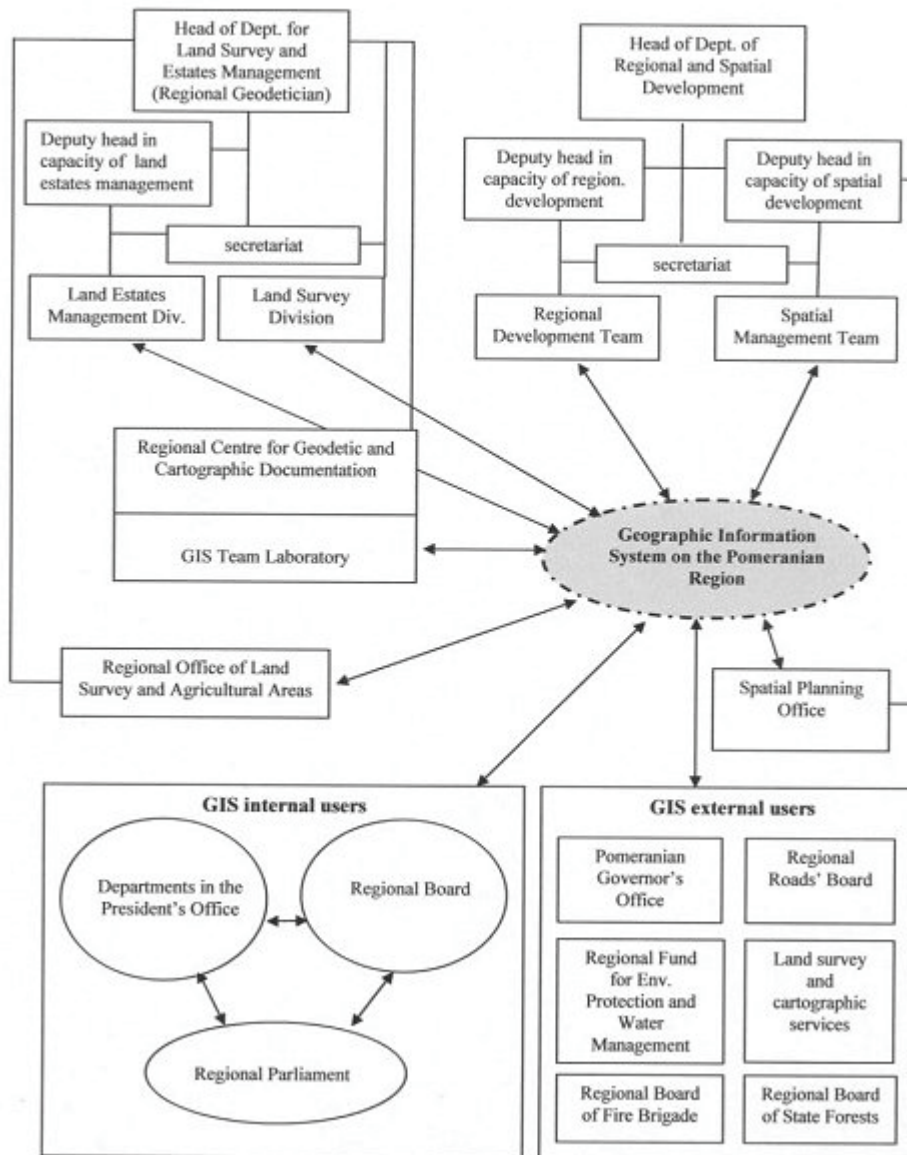 Head of Dept. for
Land Survey and
Estates Management
(Regional Geodetician)
Head of Dept. of
Regional and Spatial
Development
Deputy head in
capacity of land
estates management
Deputy head in
capacity of region.
development
Deputy head in
capacity of spatial
development
secretariat
secretariat
Land Estates
Management Div.
Land Survey
Division
Regional
Development Team
Spatial
Management Team
Regional Centre for Geodetic and
Cartographic Documentation
GIS Team Laboratory
Geographic Information
System on the Pomeranian
Region
Regional Office of Land
Survey and Agricultural Areas
Spatial Planning
Office
GIS internal users
Departments in the
President's Office
Regional Board
Regional Parliament
GIS external users
Pomeranian
Governor's
Office
Regional
Roads' Board
Regional Fund
for Env.
Protection and
Water
Management
Land survey
and
cartographic
services
Regional Board
of Fire Brigade
Regional Board
of State Forests